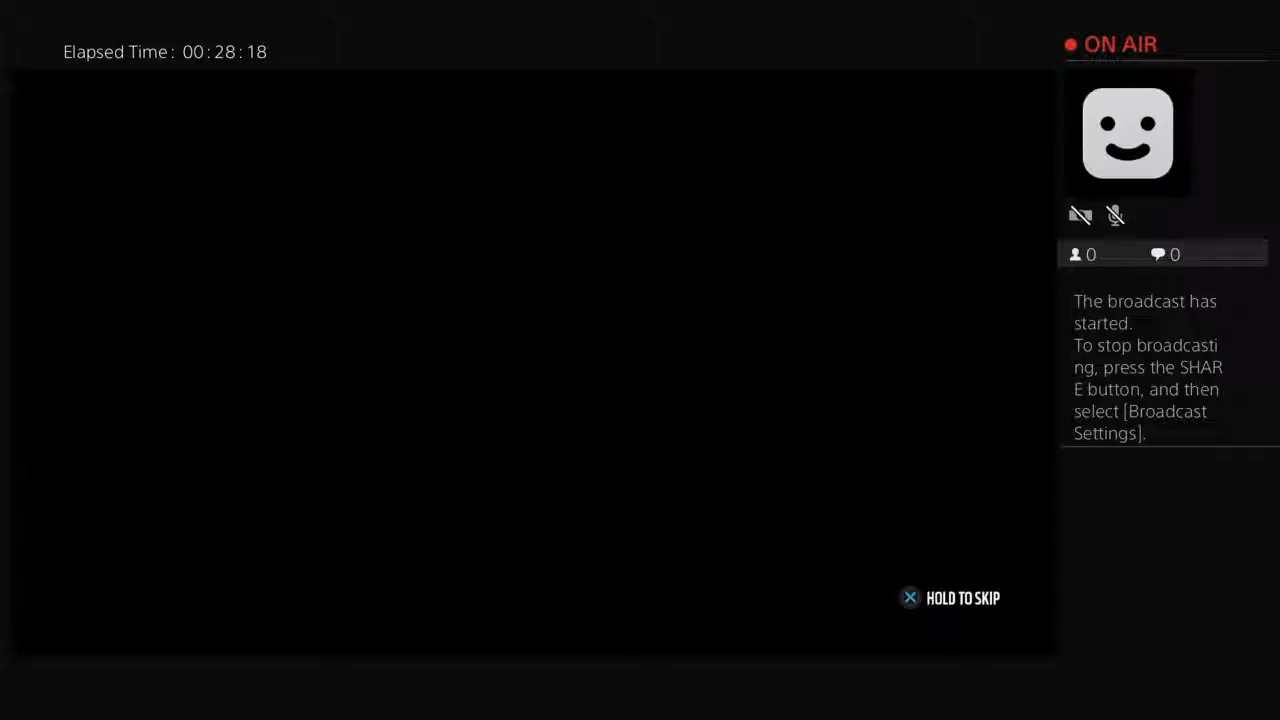 Elapsed Time: 00:28:18
ON AIR
0 0
The broadcast has
started.
To stop broadcasti
ng, press the SHAR
E button, and then
select [Broadcast
Settings].
HOLD TO SKIP